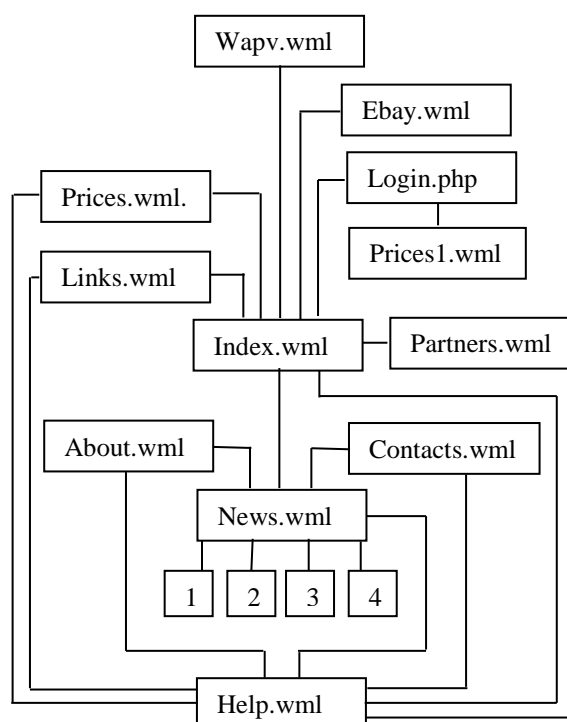 Wapv.wml
Ebay.wml
Login.php
Prices.wml.
Prices1.wml
Links.wml
Index.wml
Partners.wml
About.wml
Contacts.wml
News.wml
1
2
3
4
Help.wml